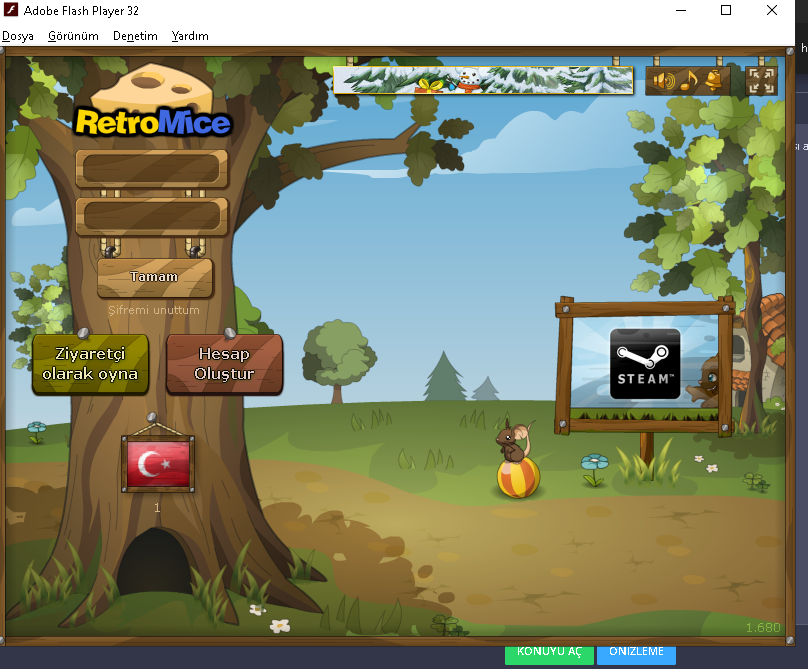 Adobe Flash Player 32
Dosya Görünüm Denetim Yardım
RetroMice
Tamam
Şifremi unuttum
Ziyaretçi
olarak oyna
Hesap
Oluştur
STEAM™
1
1.680
KONUYU AÇ ÖNİZLEME